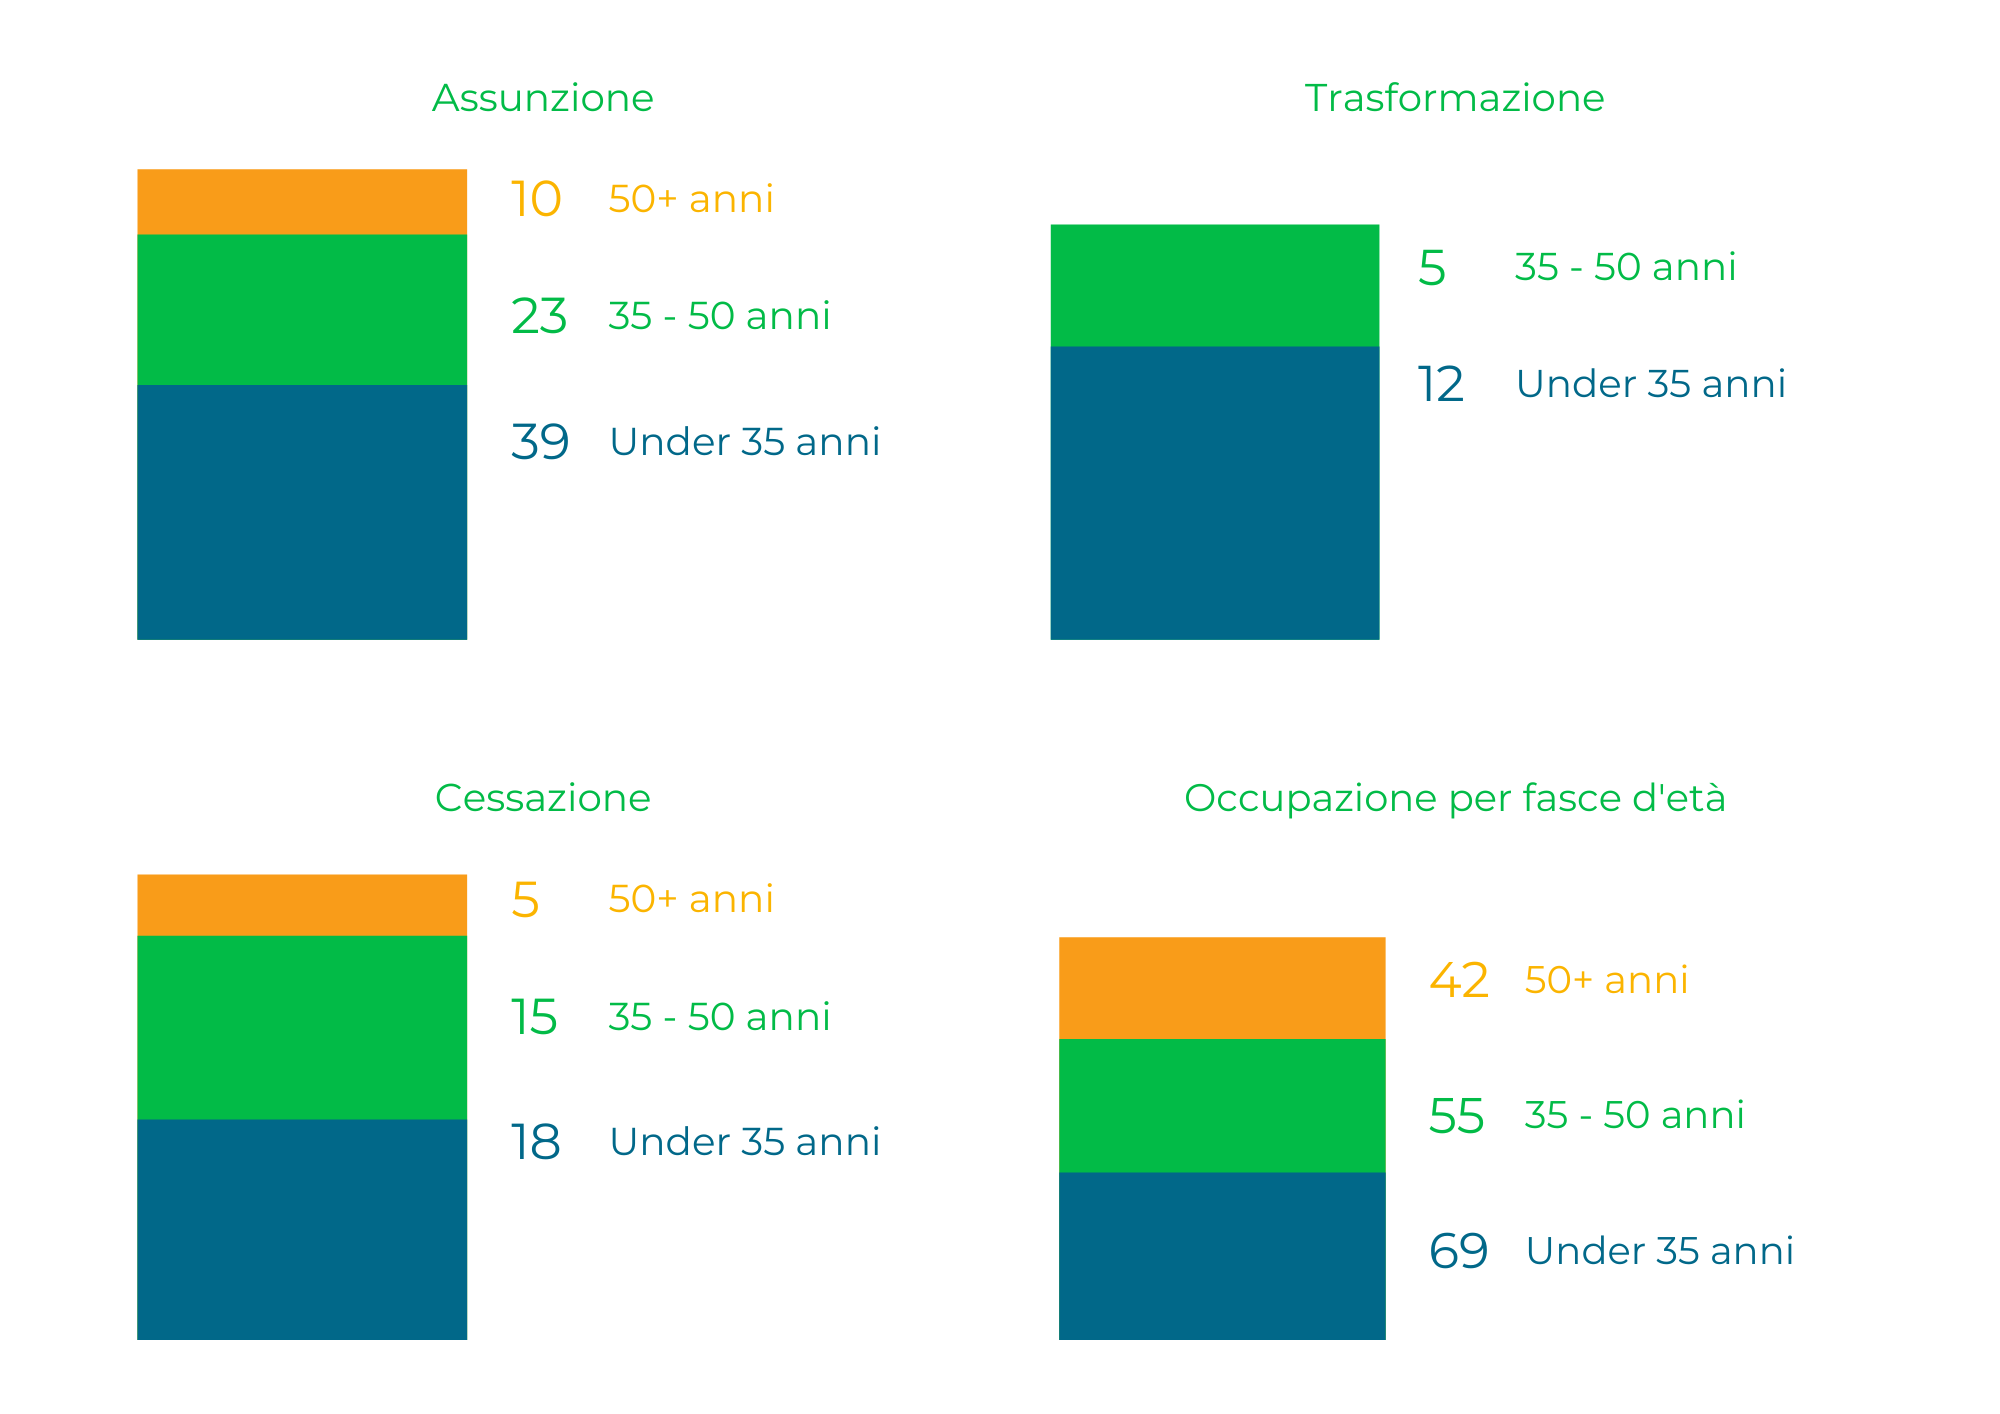 Assunzione
10 50+ anni
23 35 - 50 anni
39 Under 35 anni
Trasformazione
5 35 - 50 anni
12 Under 35 anni
Cessazione
5 50+ anni
15 35 - 50 anni
18 Under 35 anni
Occupazione per fasce d'età
42 50+ anni
55 35 - 50 anni
69 Under 35 anni